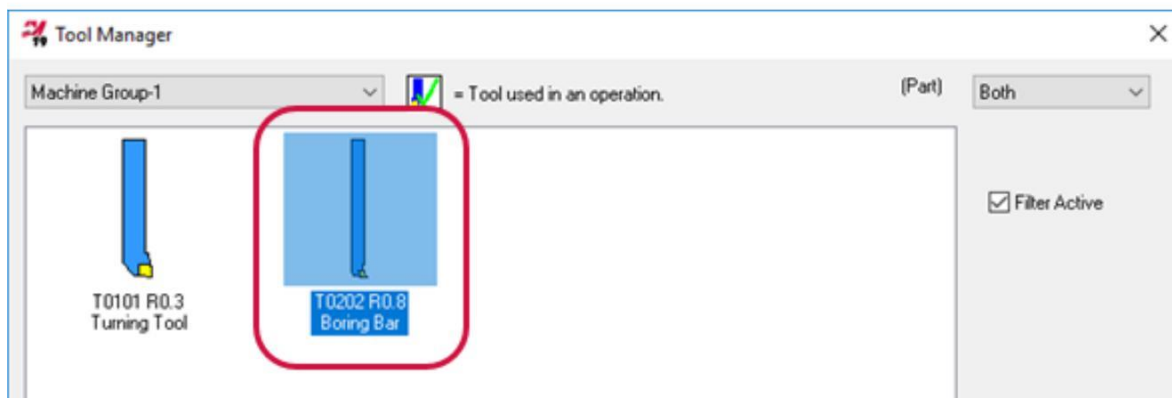 19 Tool Manager
Machine Group-1
= Tool used in an operation.
(Part)
Both
Filter Active
T0101 R0.3
Turning Tool
T0202 R0.8
Boring Bar